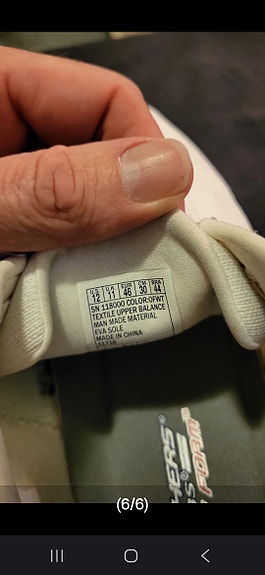 US UK EUR CM BRA
12 11 46 30 44
SN 118000 COLOR:OFWT
TEXTILE UPPER BALANCE
MAN MADE MATERIAL
EVA SOLE
MADE IN CHINA
(6/6)